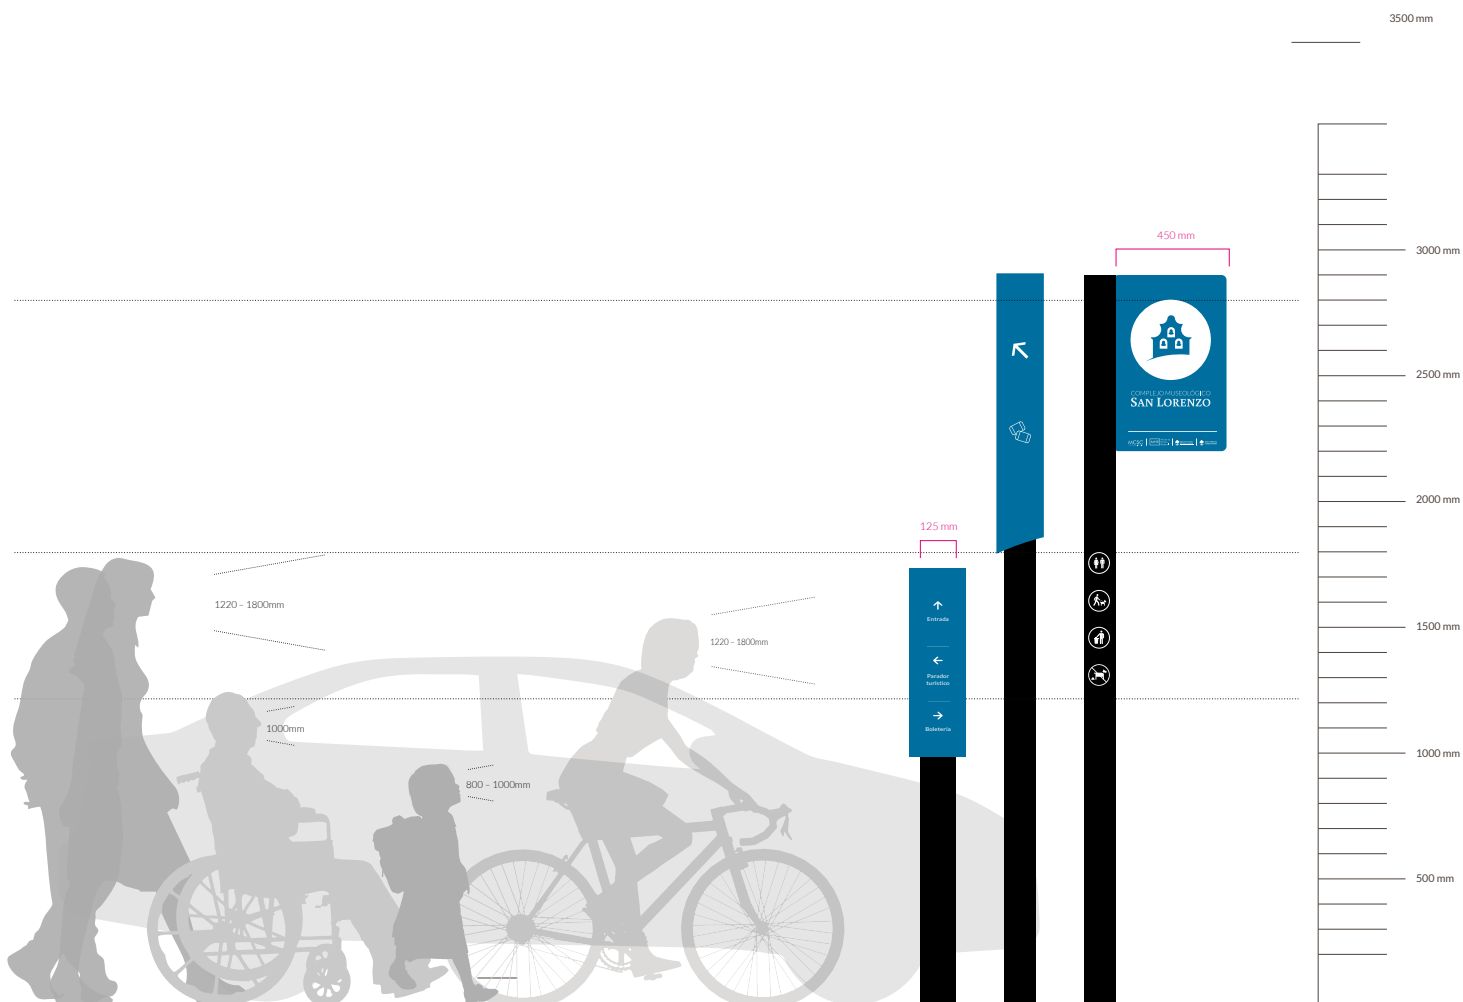 3500 mm
450 mm
3000 mm
2500 mm
COMPLEJO MUSEOLÓGICO
SAN LORENZO
2000 mm
125 mm
1220 - 1800mm
Entrada
1500 mm
1220 - 1800mm
Parador
turístico
1000mm
Boletería
1000 mm
800 - 1000mm
500 mm